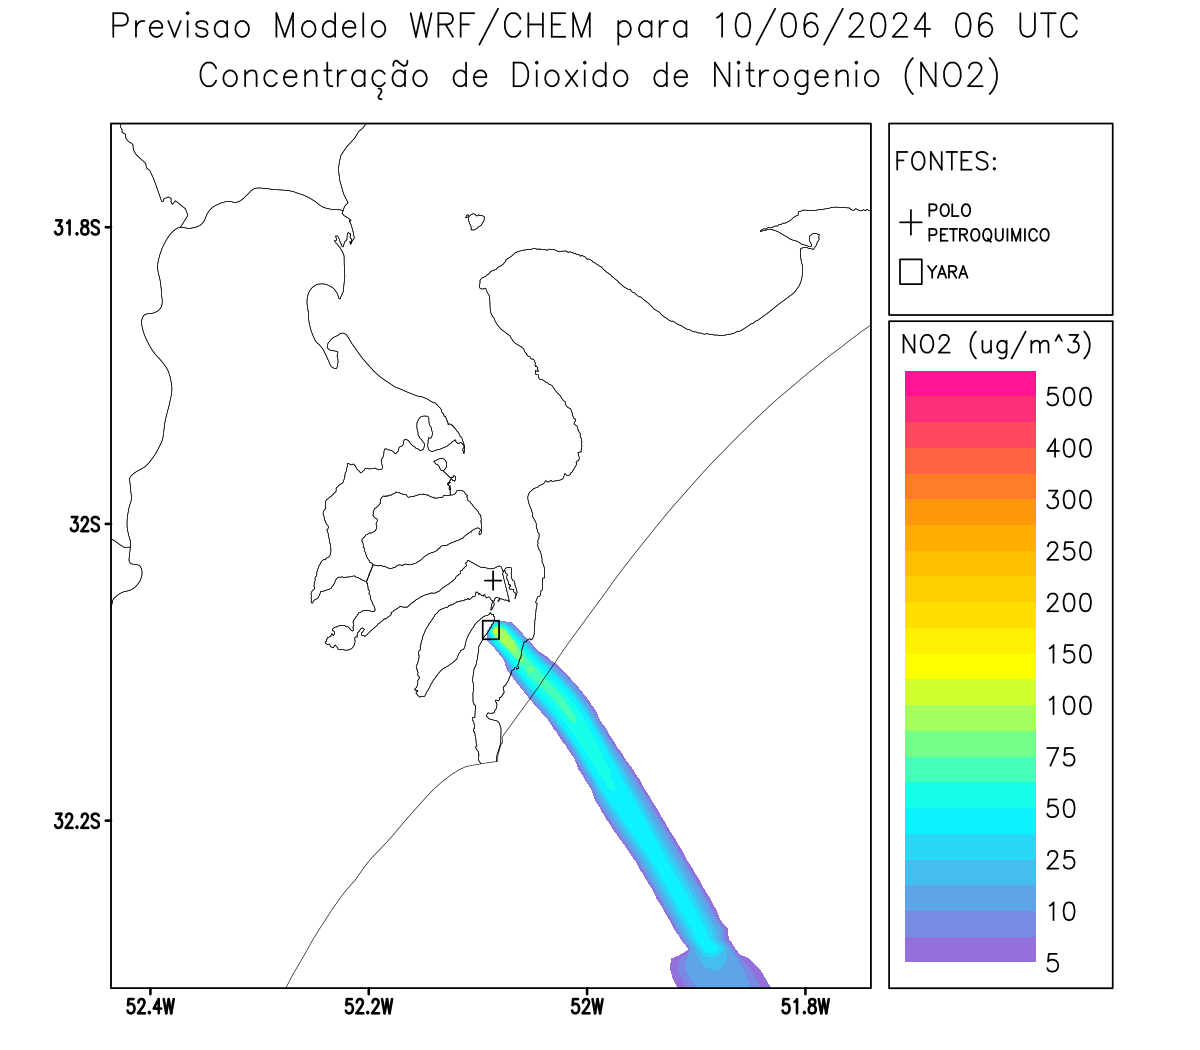 Previsao Modelo WRF/CHEM para 10/06/2024 06 UTC
Concentração de Dioxido de Nitrogenio (NO2)
FONTES:
POLO
PETROQUIMICO
YARA
NO2 (ug/m^3)
500
400
300
250
200
150
100
75
50
25
10
5
31.8S
32S
32.2S
52.4W
52.2W
52W
51.8W